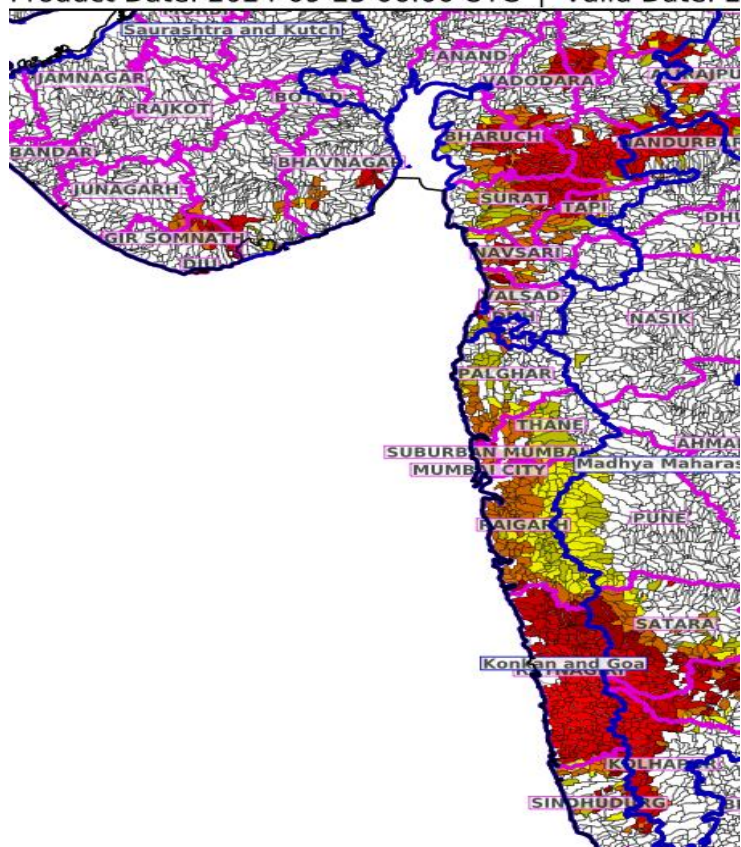 Saurashtra and Kutch
ANAND
JAMNAGAR
VADODARA
RAJKOT
BHARUCH
BHAVNAGAR
JUNAGARH
SURAT
TAPI
GIR SOMNATH
NAVSARI
DIU
VALSAD
NASIK
PALGHAR
THANE
SUBURBAN MUMBAI
MUMBAI CITY
Madhya Maharas
PUNE
RAIGARH
SATARA
Konkan and Goa
KOLHAPUR
SINDHUDURG